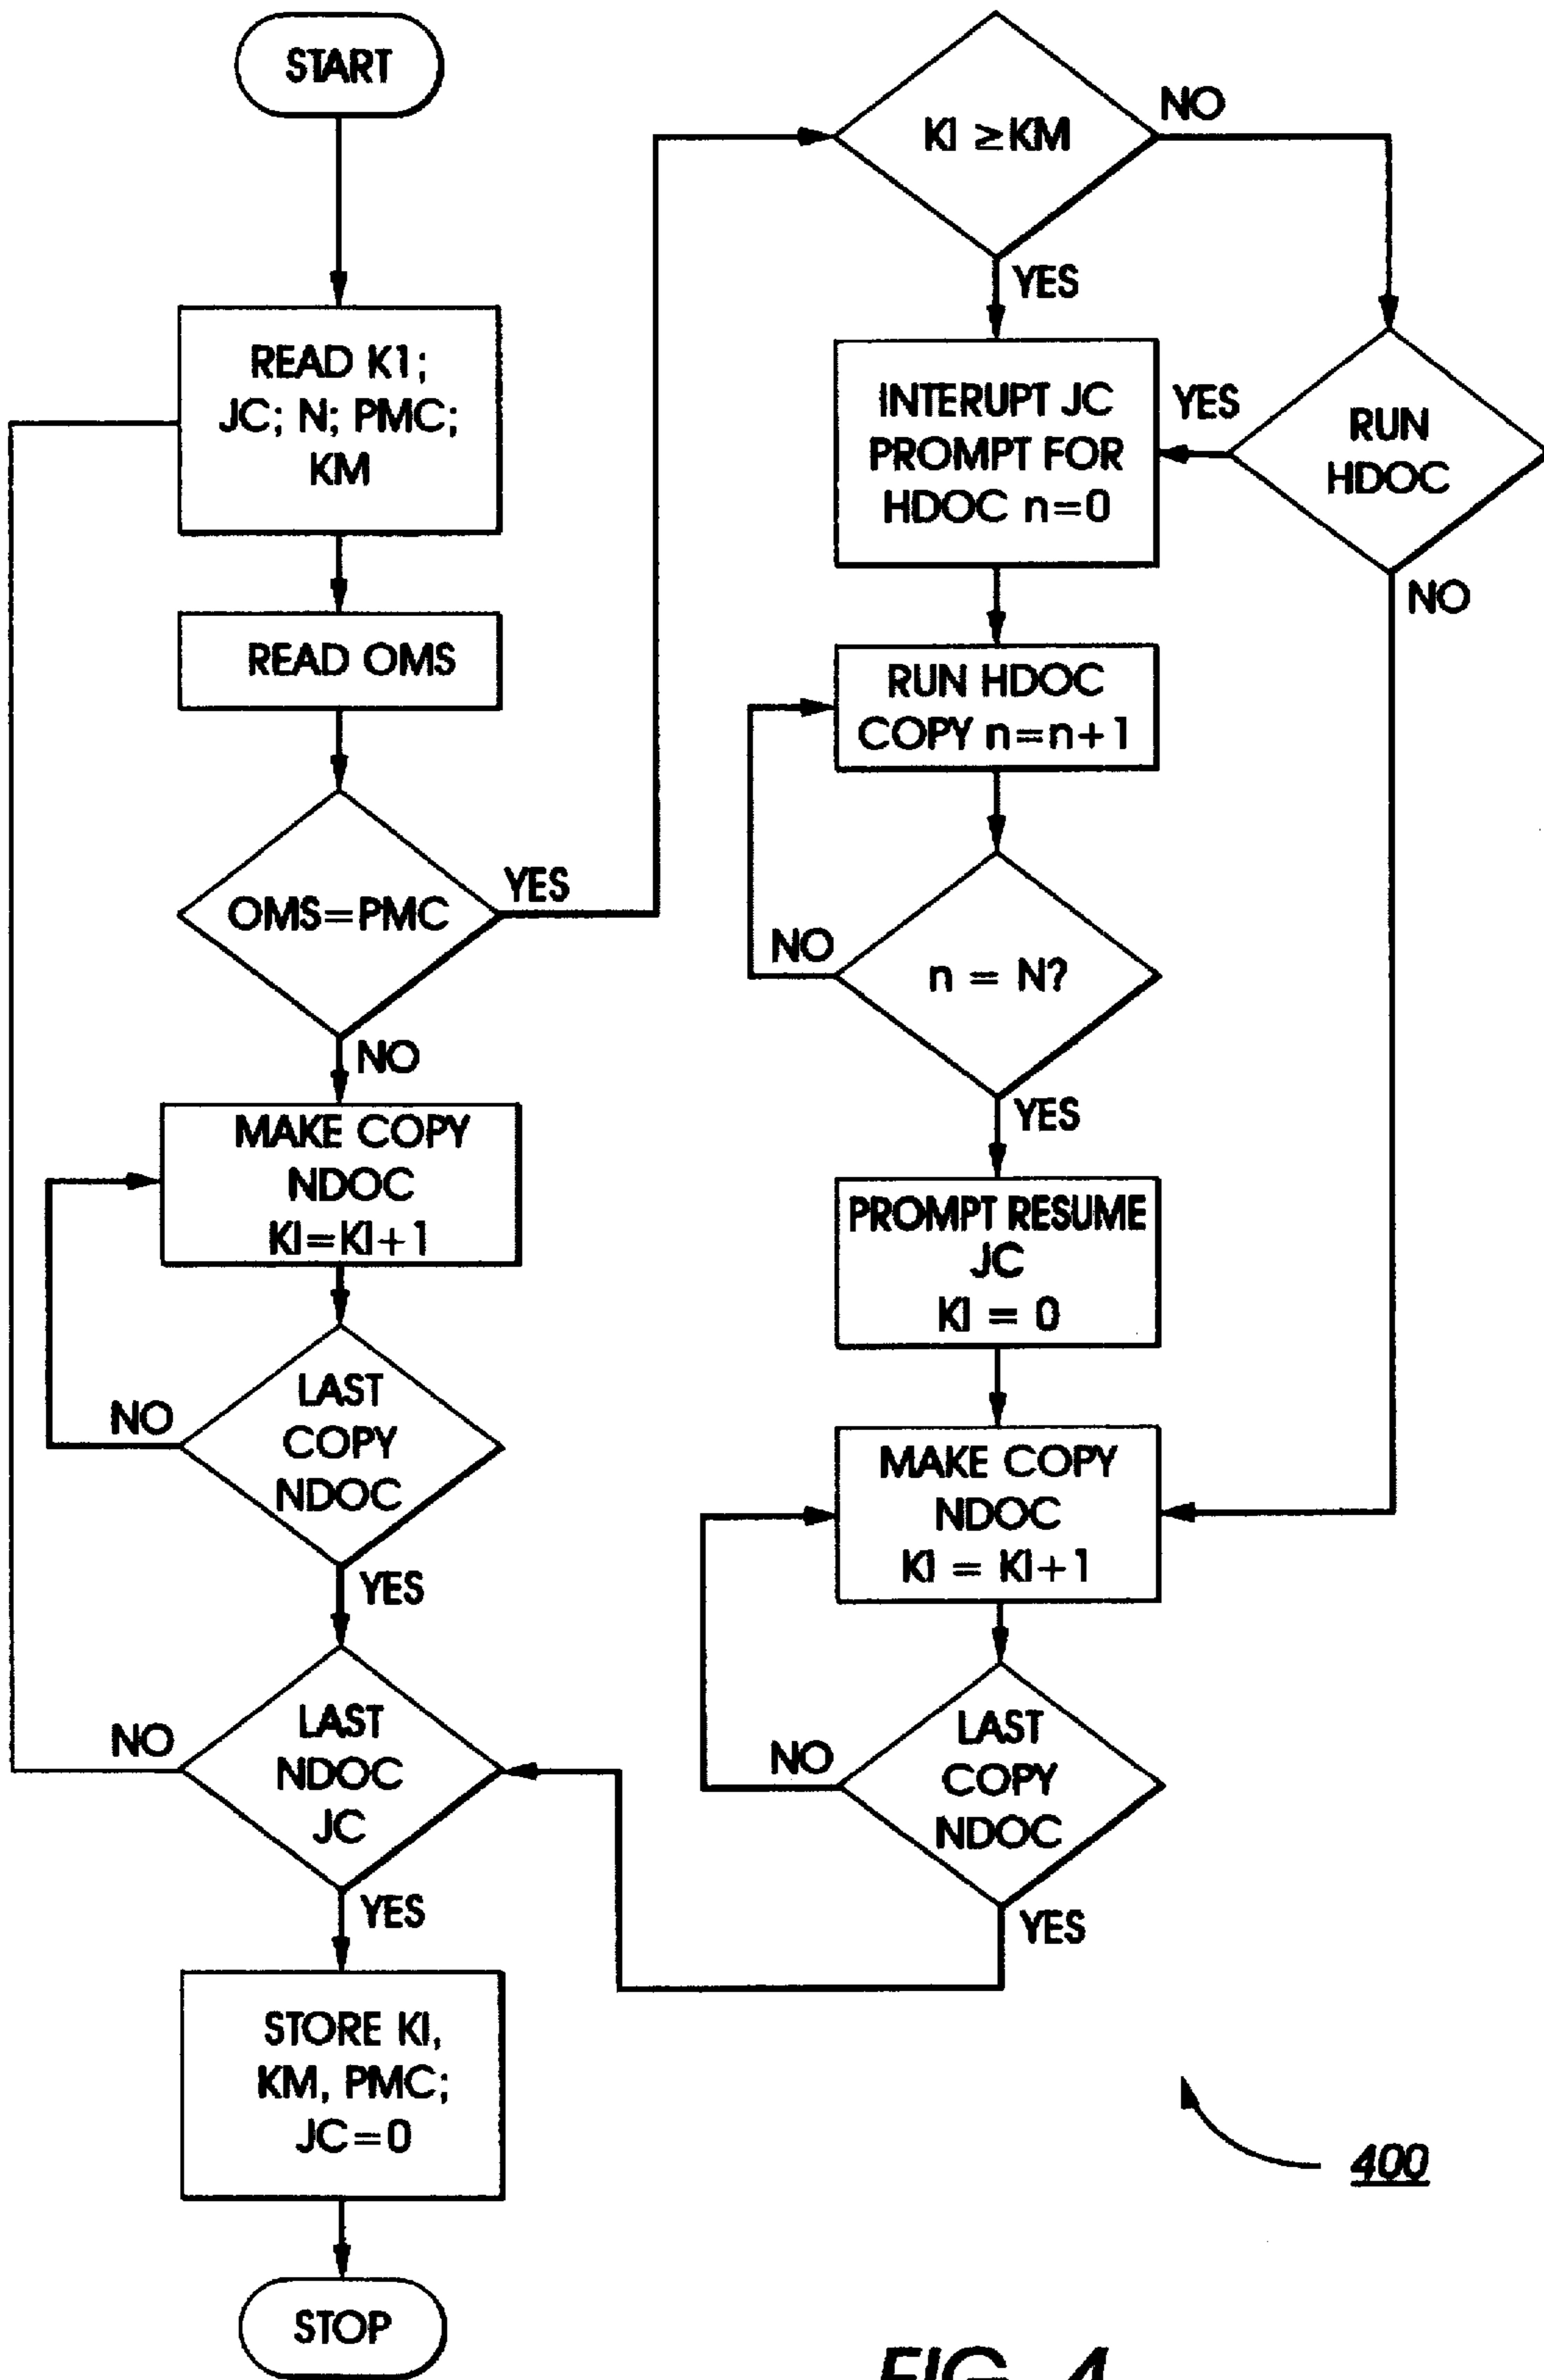 START
READ K1;
JC; N; PMC;
KM
READ OMS
OMS=PMC
YES
NO
MAKE COPY
NDOC
KI=KI+1
LAST
COPY
NDOC
NO
YES
LAST
NDOC
JC
NO
YES
STORE KI,
KM, PMC;
JC=0
STOP
KI ≥KM
NO
YES
INTERUPT JC
PROMPT FOR
HDOC n=0
YES
RUN
HDOC
NO
RUN HDOC
COPY n=n+1
n = N?
NO
YES
PROMPT RESUME
JC
KI = 0
MAKE COPY
NDOC
KI = KI+1
LAST
COPY
NDOC
NO
YES
400
FIG. 4